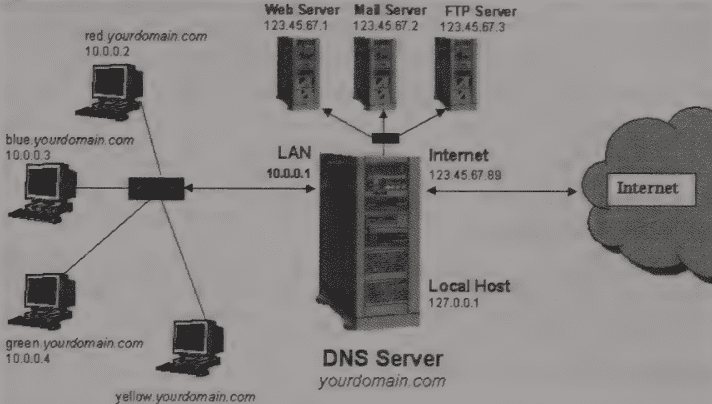 Web Server
123.45.67.1
Mail Server
123.45.67.2
FTP Server
123.45.67.3
red.yourdomain.com
10.0.0.2
blue.yourdomain.com
10.0.0.3
LAN
10.0.0.1
Internet
123.45.67.89
Internet
Local Host
127.0.0.1
green.yourdomain.com
10.0.0.4
DNS Server
yourdomain.com
yellow.yourdomain.com